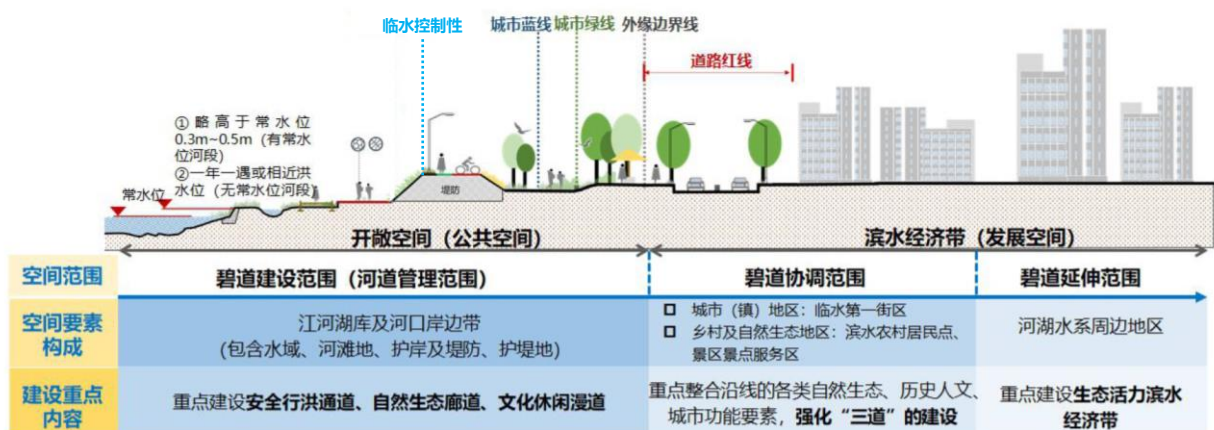 临水控制性
城市蓝线
城市绿线
外缘边界线
道路红线
①略高于常水位
0.3m~0.5m（有常水
位河段）
②一年一遇或相近洪
水位（无常水位河段）
常水位
堤防
开敞空间（公共空间）
滨水经济带（发展空间）
空间范围
碧道建设范围（河道管理范围）
碧道协调范围
碧道延伸范围
空间要素
构成
江河湖库及河口岸边带
(包含水域、河滩地、护岸及堤防、护堤地）
城市（镇）地区：临水第一街区
乡村及自然生态地区：滨水农村居民点、
景区景点服务区
河湖水系周边地区
建设重点
内容
重点建设安全行洪通道、自然生态廊道、文化休闲漫道
重点整合沿线的各类自然生态、历史人文、
城市功能要素，强化“三道”的建设
重点建设生态活力滨水
经济带